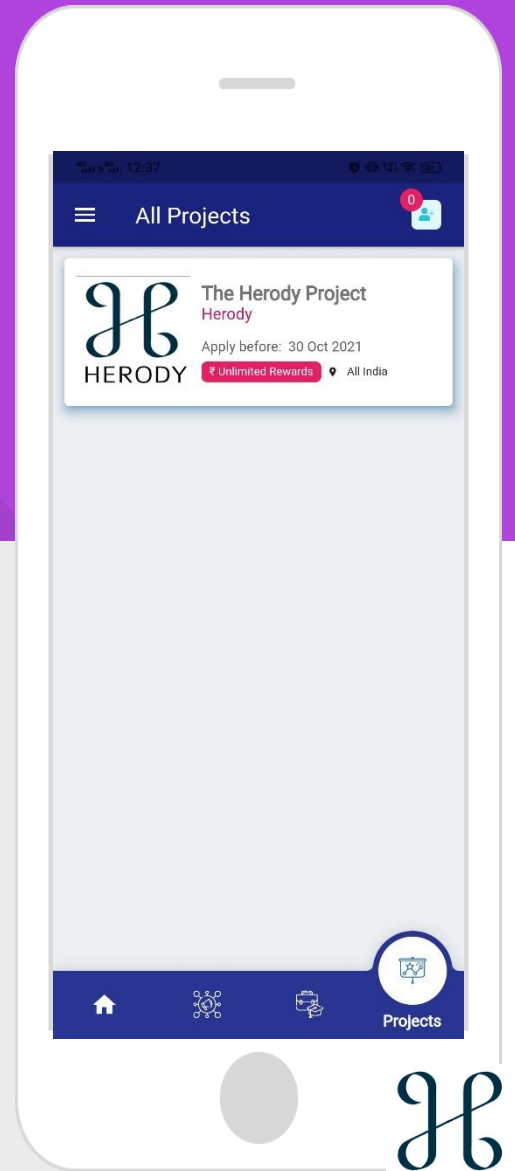 12:37
All Projects
0
The Herody Project
Herody
Apply before: 30 Oct 2021
HERODY
₹ Unlimited Rewards
All India
Projects